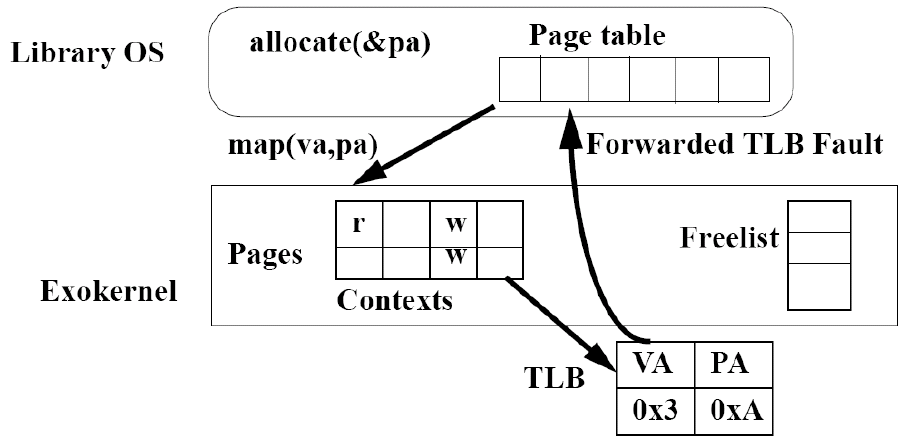 Library OS
allocate(&pa)
Page table
map(va,pa)
Forwarded TLB Fault
Exokernel
Pages
r
w
w
Contexts
Freelist
TLB
VA PA
0x3 0xA